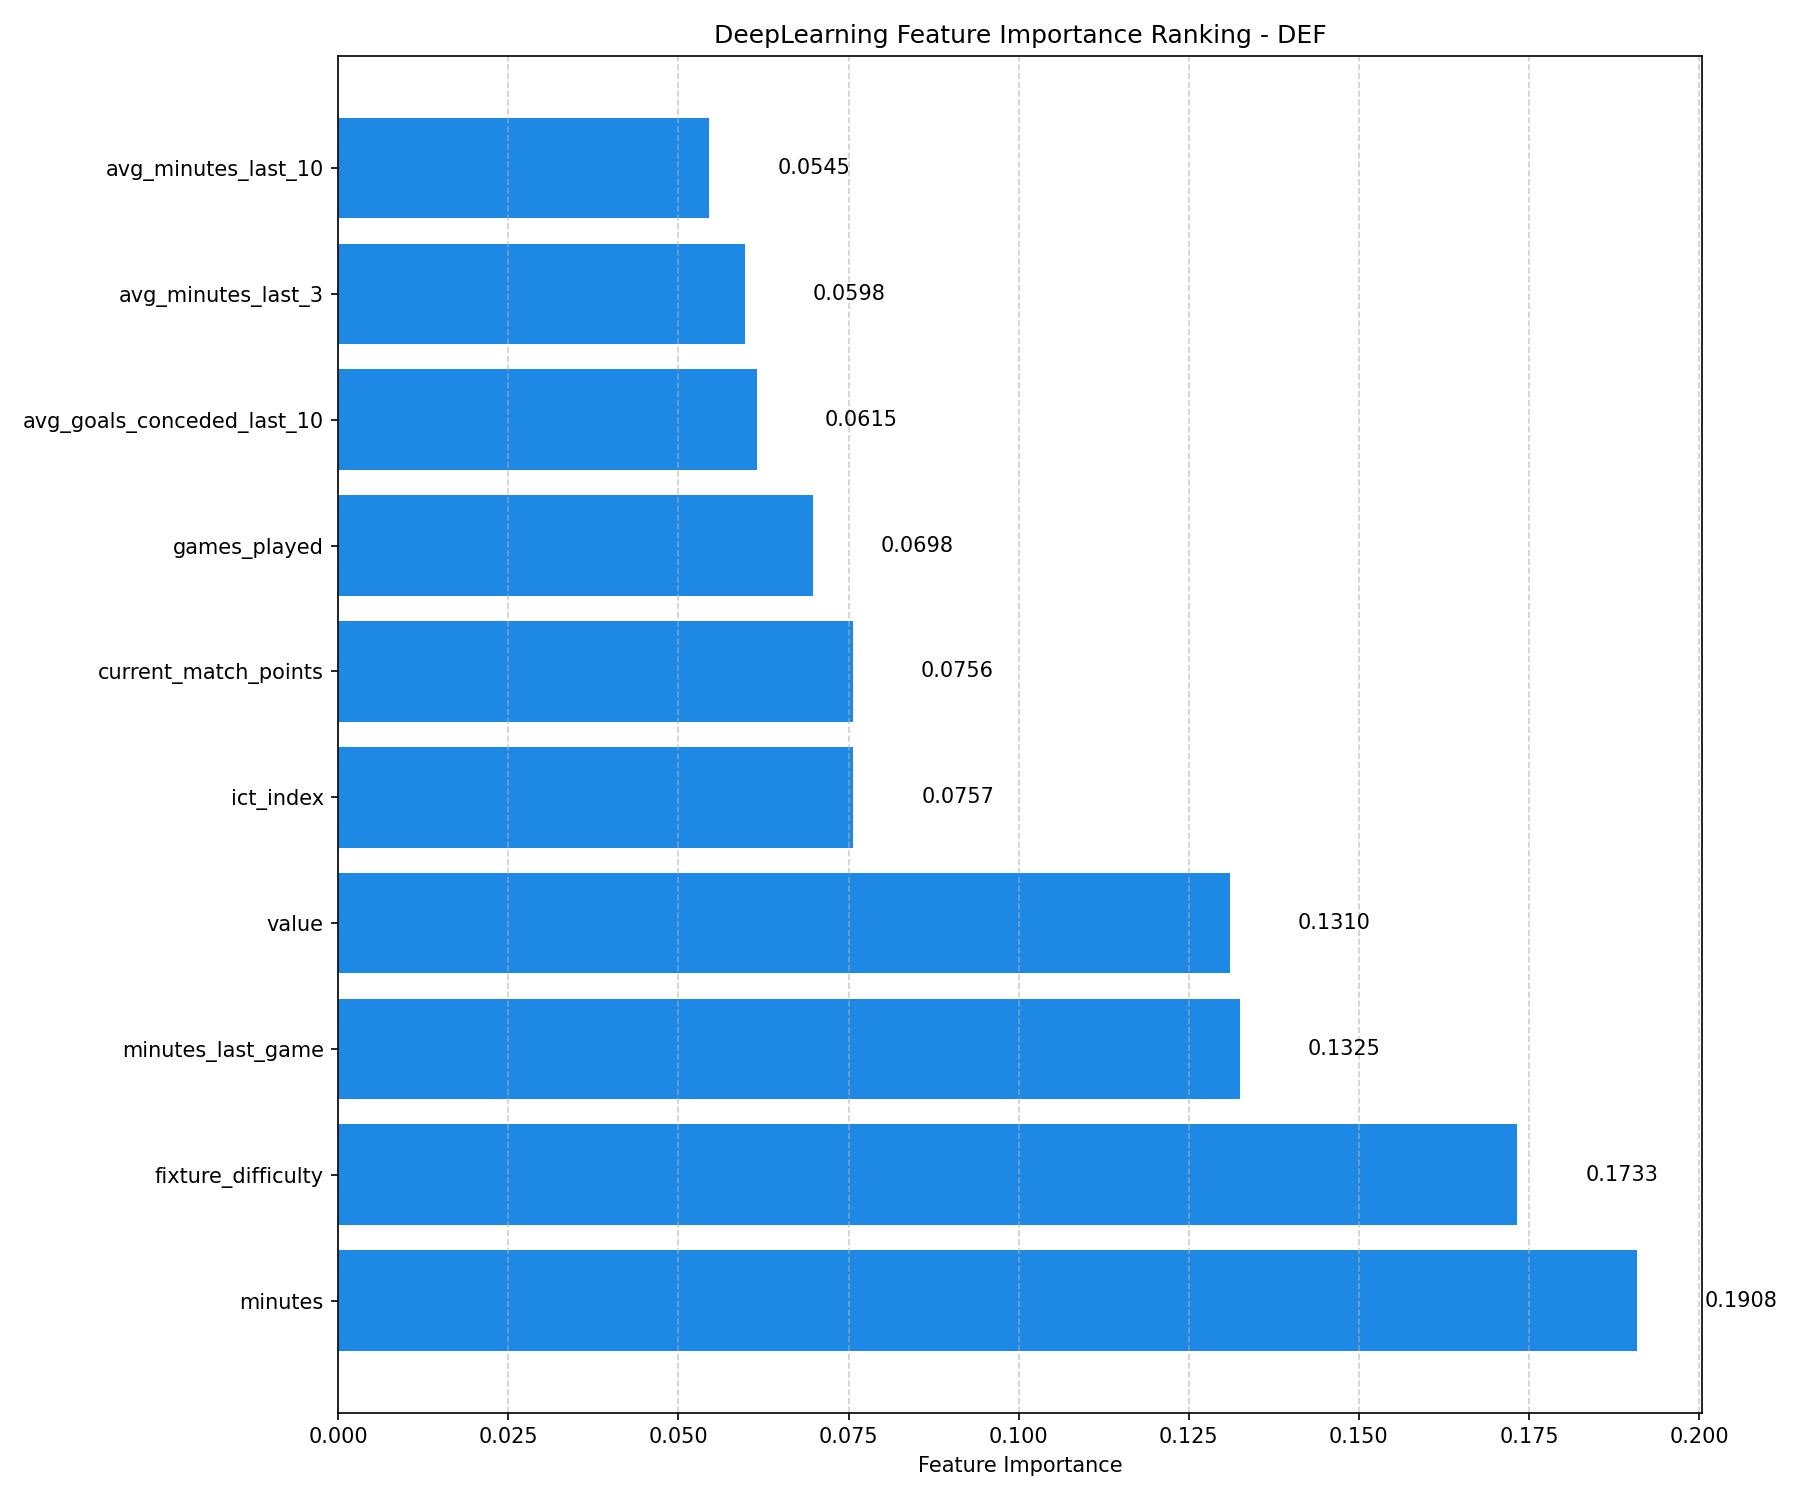 DeepLearning Feature Importance Ranking - DEF
avg_minutes_last_10
0.0545
avg_minutes_last_3
0.0598
avg_goals_conceded_last_10
0.0615
games_played
0.0698
current_match_points
0.0756
ict_index
0.0757
value
0.1310
minutes_last_game
0.1325
fixture_difficulty
0.1733
minutes
0.1908
0.000 0.025 0.050 0.075 0.100 0.125 0.150 0.175 0.200
Feature Importance